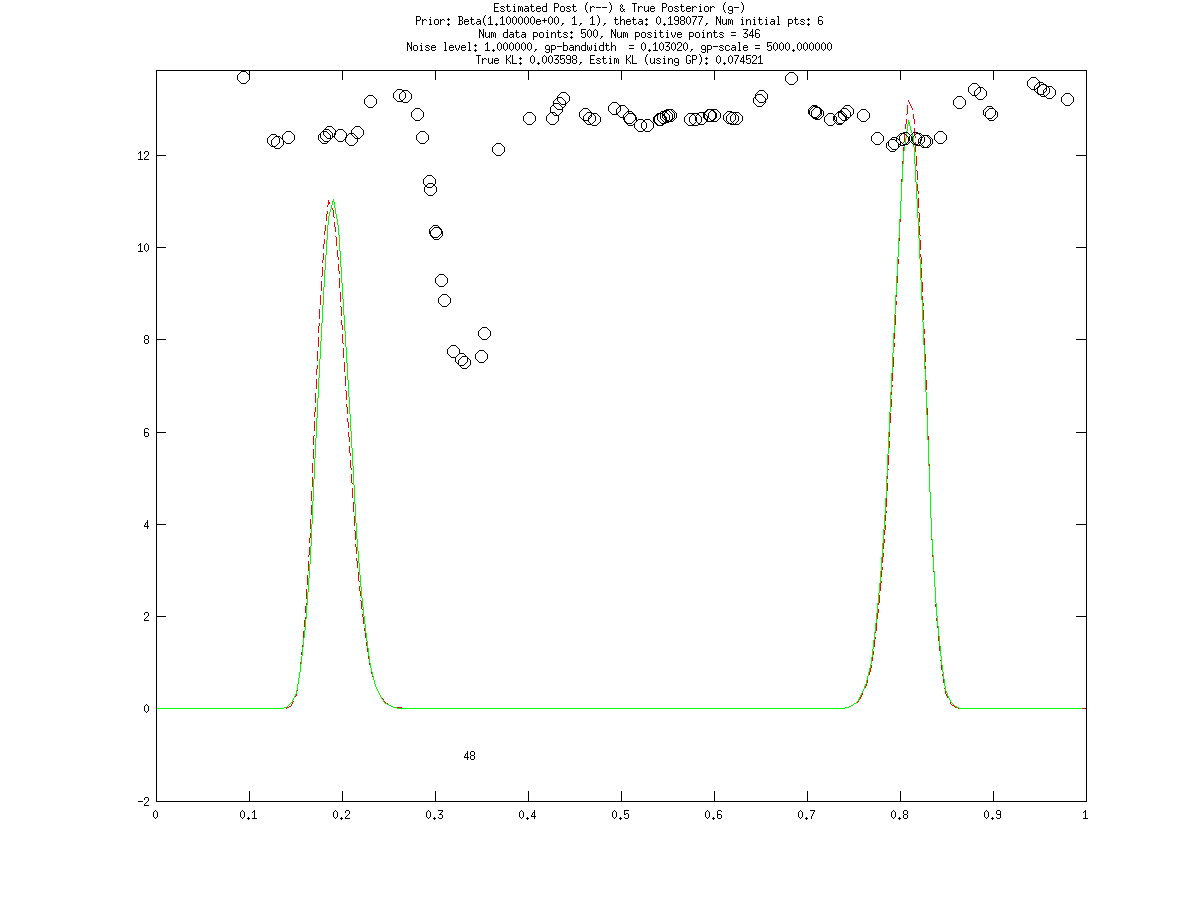 Estimated Post (r--) & True Posterior (g-)
Prior: Beta(1.100000e+00, 1, 1), theta: 0.198077, Num initial pts: 6
Num data points: 500, Num positive points = 346
Noise level: 1.000000, gp-bandwidth  = 0.103020, gp-scale = 5000.000000
True KL: 0.003598, Estim KL (using GP): 0.074521
12
10
8
6
4
2
0
48
-2
0 0.1 0.2 0.3 0.4 0.5 0.6 0.7 0.8 0.9 1